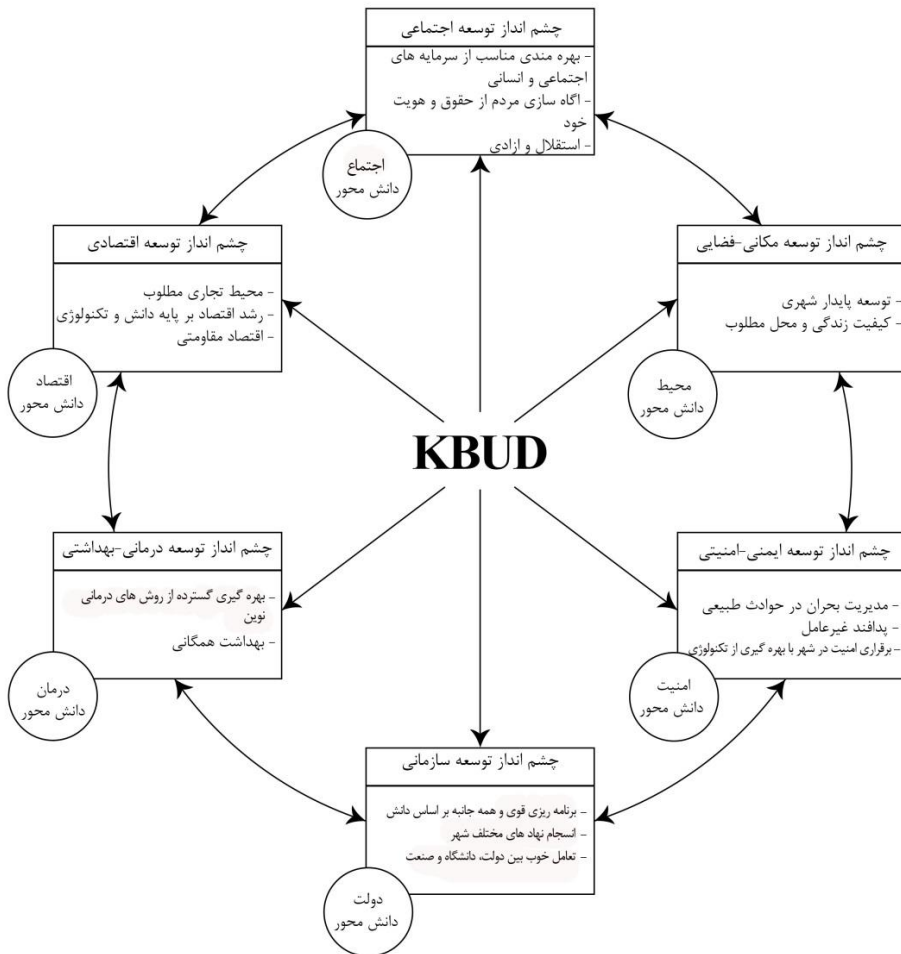 چشم انداز توسعه اجتماعی
- بهره مندی مناسب از سرمایه های
اجتماعی و انسانی
- اگاه سازی مردم از حقوق و هویت
خود
- استقلال و ازادی
اجتماع
دانش محور
چشم انداز توسعه مکانی-فضایی
- توسعه پایدار شهری
- کیفیت زندگی و محل مطلوب
محیط
دانش محور
چشم انداز توسعه اقتصادی
- محیط تجاری مطلوب
- رشد اقتصاد بر پایه دانش و تکنولوژی
- اقتصاد مقاومتی
اقتصاد
دانش محور
KBUD
چشم انداز توسعه ایمنی-امنیتی
- مدیریت بحران در حوادث طبیعی
- پدافند غیرعامل
- برقراری امنیت در شهر با بهره گیری از تکنولوژی
امنیت
دانش محور
چشم انداز توسعه درمانی-بهداشتی
- بهره گیری گسترده از روش های درمانی
نوین
- بهداشت همگانی
درمان
دانش محور
چشم انداز توسعه سازمانی
- برنامه ریزی قوی و همه جانبه بر اساس دانش
- انسجام نهاد های مختلف شهر
- تعامل خوب بین دولت، دانشگاه و صنعت
دولت
دانش محور